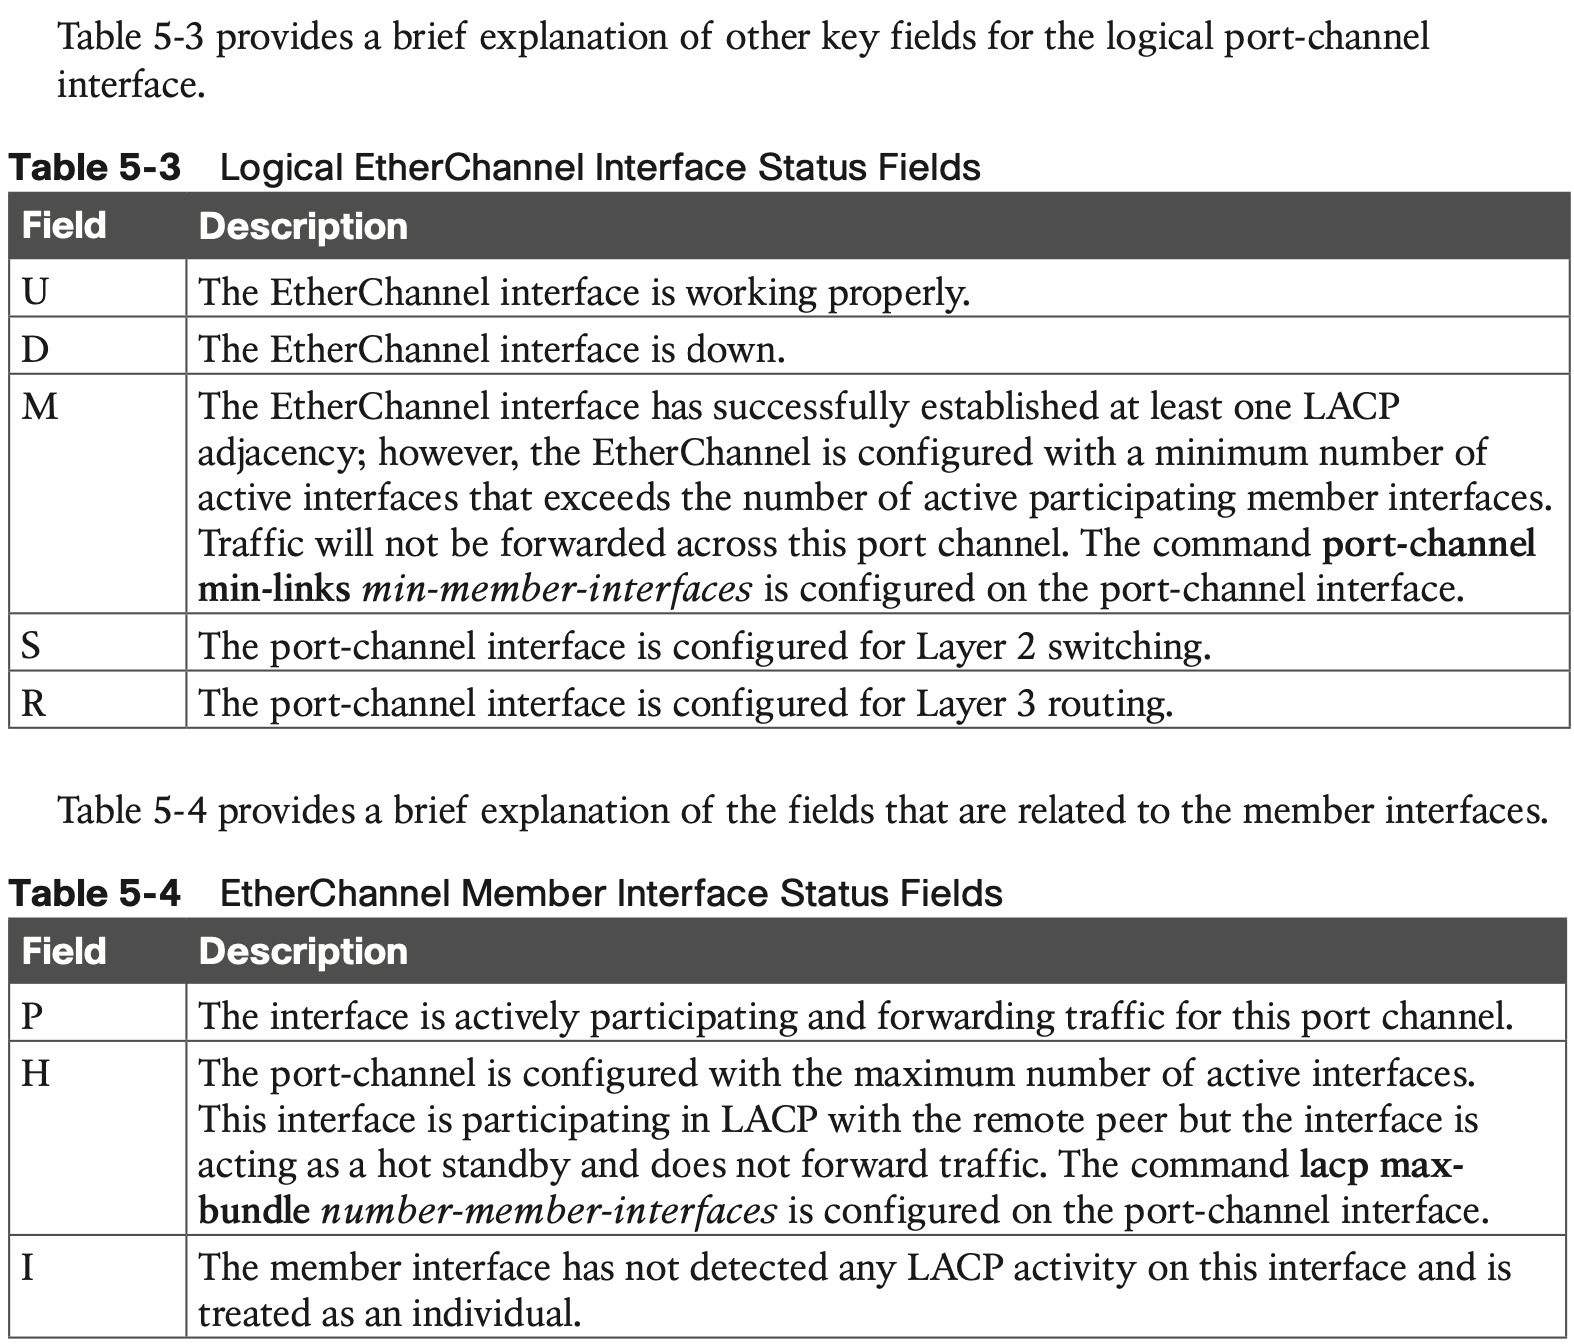 Table 5-3 provides a brief explanation of other key fields for the logical port-channel
interface.
Table 5-3 Logical EtherChannel Interface Status Fields
Field Description
U The EtherChannel interface is working properly.
D The EtherChannel interface is down.
M The EtherChannel interface has successfully established at least one LACP
adjacency; however, the EtherChannel is configured with a minimum number of
active interfaces that exceeds the number of active participating member interfaces.
Traffic will not be forwarded across this port channel. The command port-channel
min-links min-member-interfaces is configured on the port-channel interface.
S The port-channel interface is configured for Layer 2 switching.
R The port-channel interface is configured for Layer 3 routing.
Table 5-4 provides a brief explanation of the fields that are related to the member interfaces.
Table 5-4 EtherChannel Member Interface Status Fields
Field Description
P The interface is actively participating and forwarding traffic for this port channel.
H The port-channel is configured with the maximum number of active interfaces.
This interface is participating in LACP with the remote peer but the interface is
acting as a hot standby and does not forward traffic. The command lacp max-
bundle number-member-interfaces is configured on the port-channel interface.
I The member interface has not detected any LACP activity on this interface and is
treated as an individual.